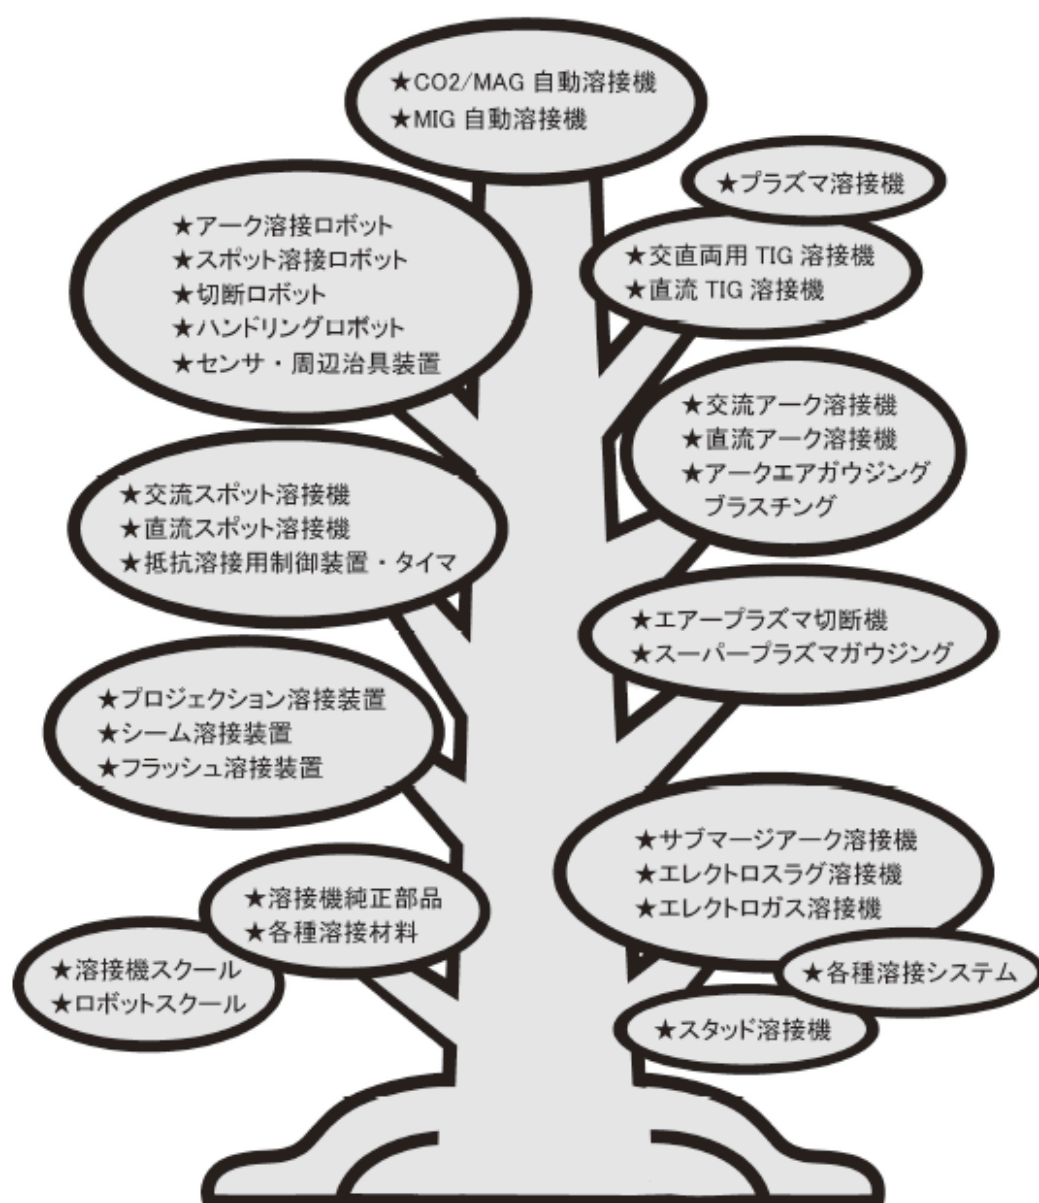 ★CO2/MAG 自動溶接機
★MIG 自動溶接機
★プラズマ溶接機
★アーク溶接ロボット
★スポット溶接ロボット
★切断ロボット
★ハンドリングロボット
★センサ・周辺治具装置
★交直両用 TIG 溶接機
★直流 TIG 溶接機
★交流アーク溶接機
★直流アーク溶接機
★アークエアガウジング
ブラスチング
★交流スポット溶接機
★直流スポット溶接機
★抵抗溶接用制御装置・タイマ
★エアープラズマ切断機
★スーパープラズマガウジング
★プロジェクション溶接装置
★シーム溶接装置
★フラッシュ溶接装置
★サブマージアーク溶接機
★エレクトロスラグ溶接機
★エレクトロガス溶接機
★溶接機純正部品
★各種溶接材料
★溶接機スクール
★ロボットスクール
★各種溶接システム
★スタッド溶接機